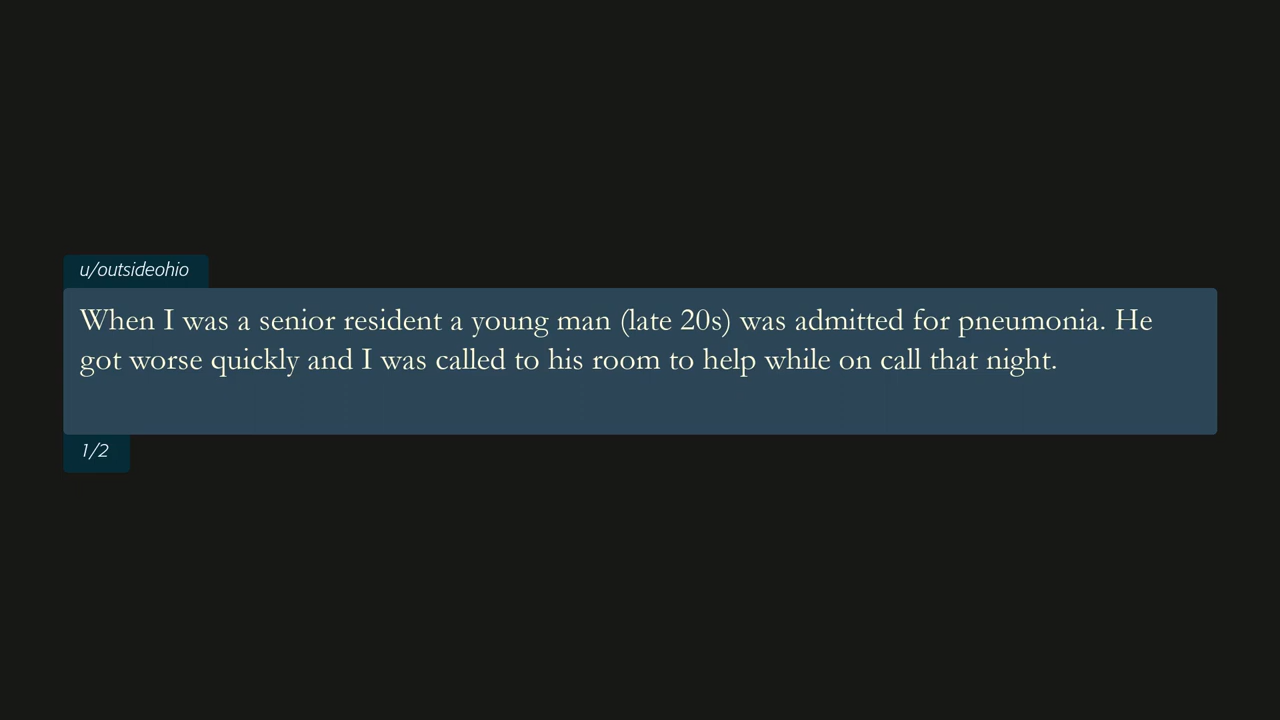 u/outsideohio
When I was a senior resident a young man (late 20s) was admitted for pneumonia. He
got worse quickly and I was called to his room to help while on call that night.
1/2